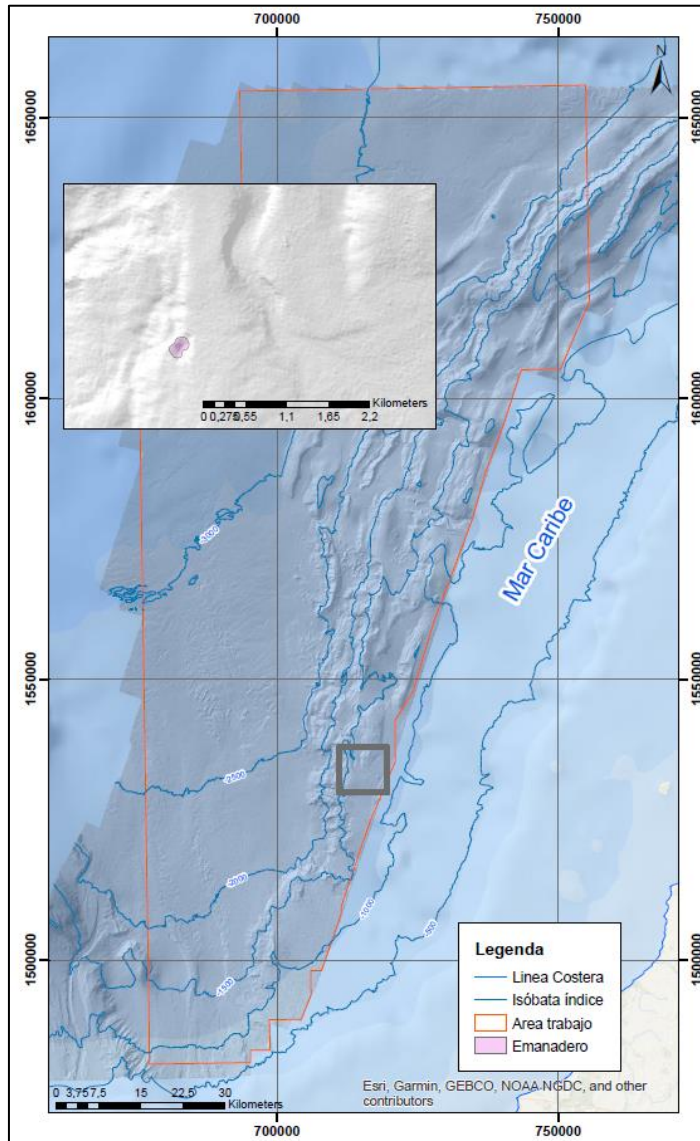 700000
750000
N
1650000
1650000
Kilometers
0 0,275 0,55 1,1 1,65 2,2
1600000
1600000
-3000
Mar Caribe
1550000
1550000
-2500
-2000
-1000
-500
-1500
1500000
1500000
Legenda
Linea Costera
Isóbata índice
Area trabajo
Emanadero
0 3,75 7,5 15 22,5 30
Kilometers
Esri, Garmin, GEBCO, NOAA NGDC, and other
contributors
700000
750000